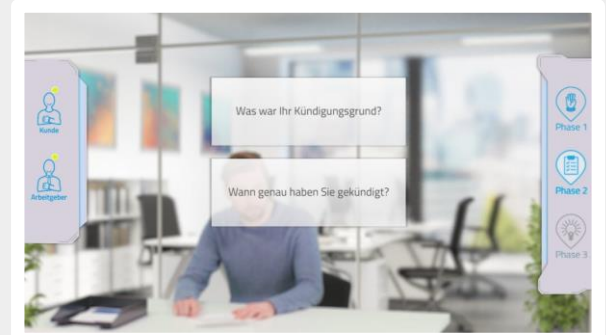 Kunde
Arbeitgeber
Was war Ihr Kündigungsgrund?
Wann genau haben Sie gekündigt?
Phase 1
Phase 2
Phase 3